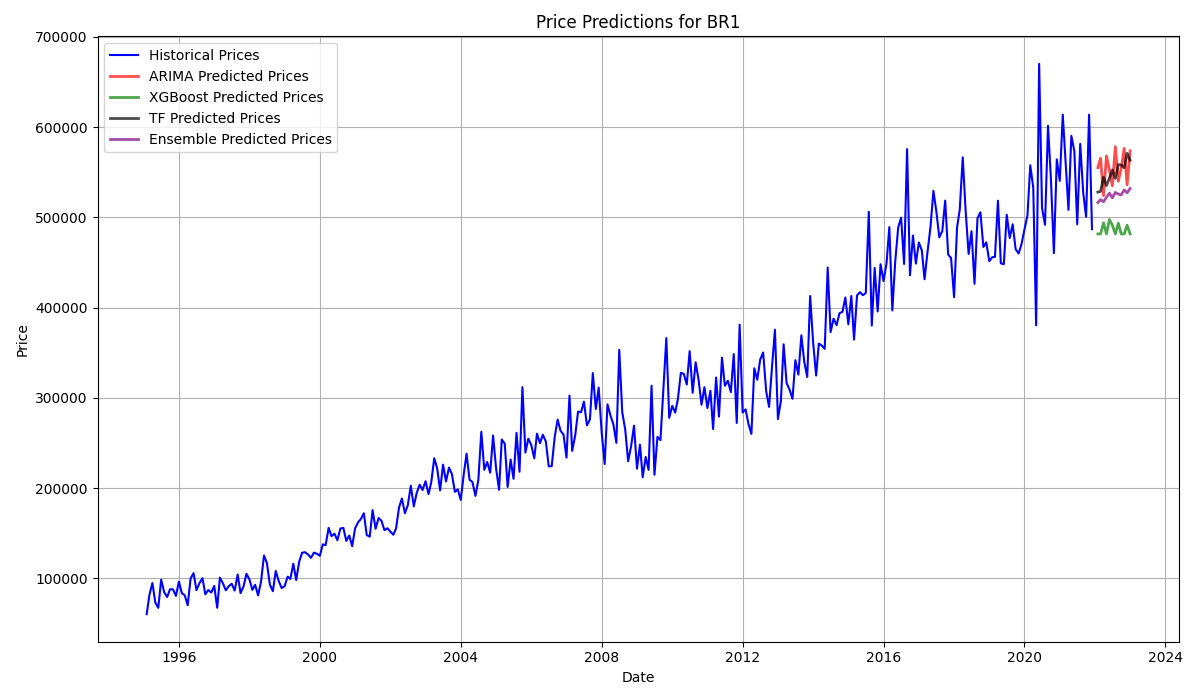 Price Predictions for BR1
700000
600000
500000
400000
300000
200000
100000
Price
Historical Prices
ARIMA Predicted Prices
XGBoost Predicted Prices
TF Predicted Prices
Ensemble Predicted Prices
1996
2000
2004
2008
2012
2016
2020
2024
Date